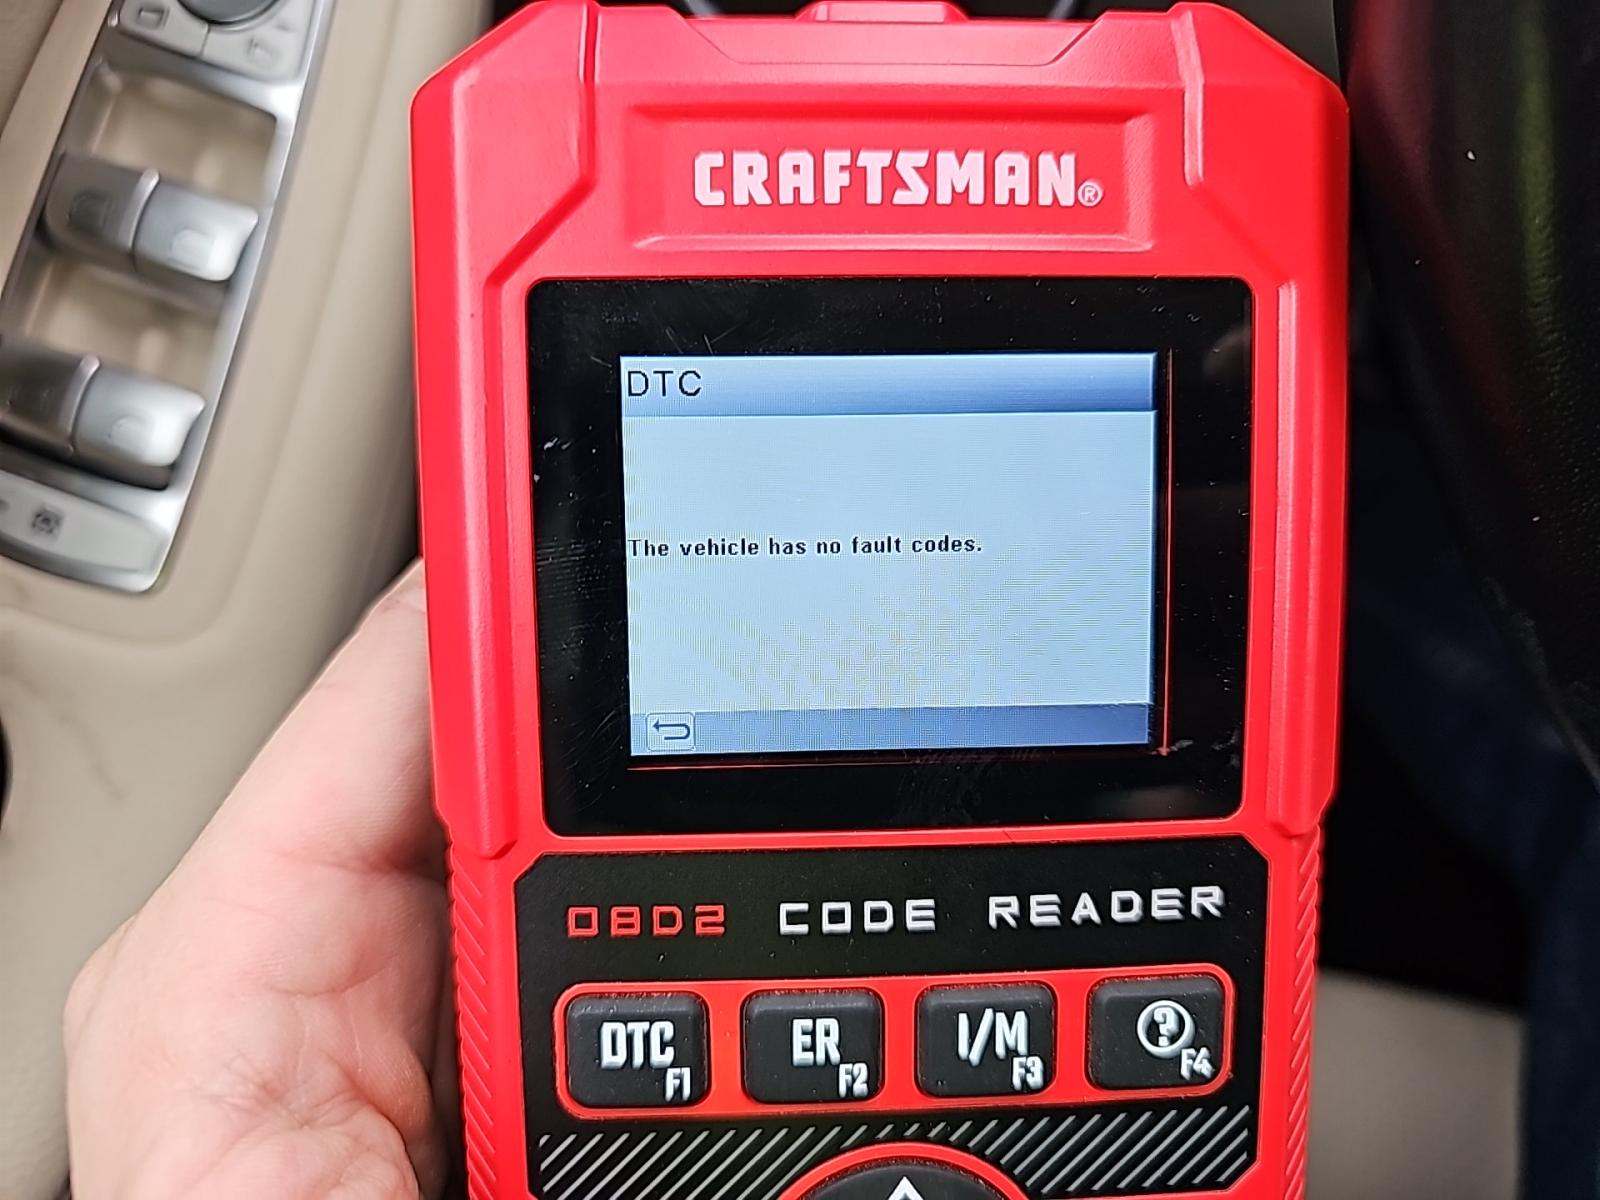 CRAFTSMAN®
DTC
The vehicle has no fault codes.
OBD2 CODE READER
DTC F1
ER F2
I/M F3
? F4